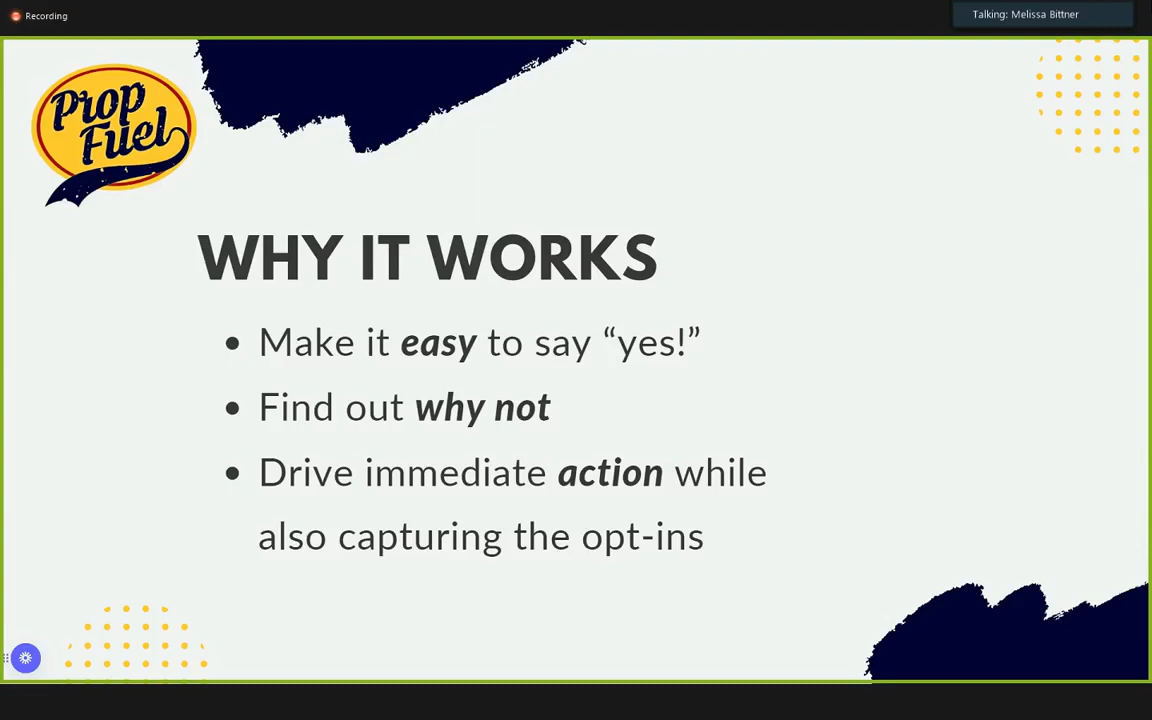 Recording
Talking: Melissa Bittner
Prop
Fuel
WHY IT WORKS
• Make it easy to say “yes!”
• Find out why not
• Drive immediate action while
also capturing the opt-ins